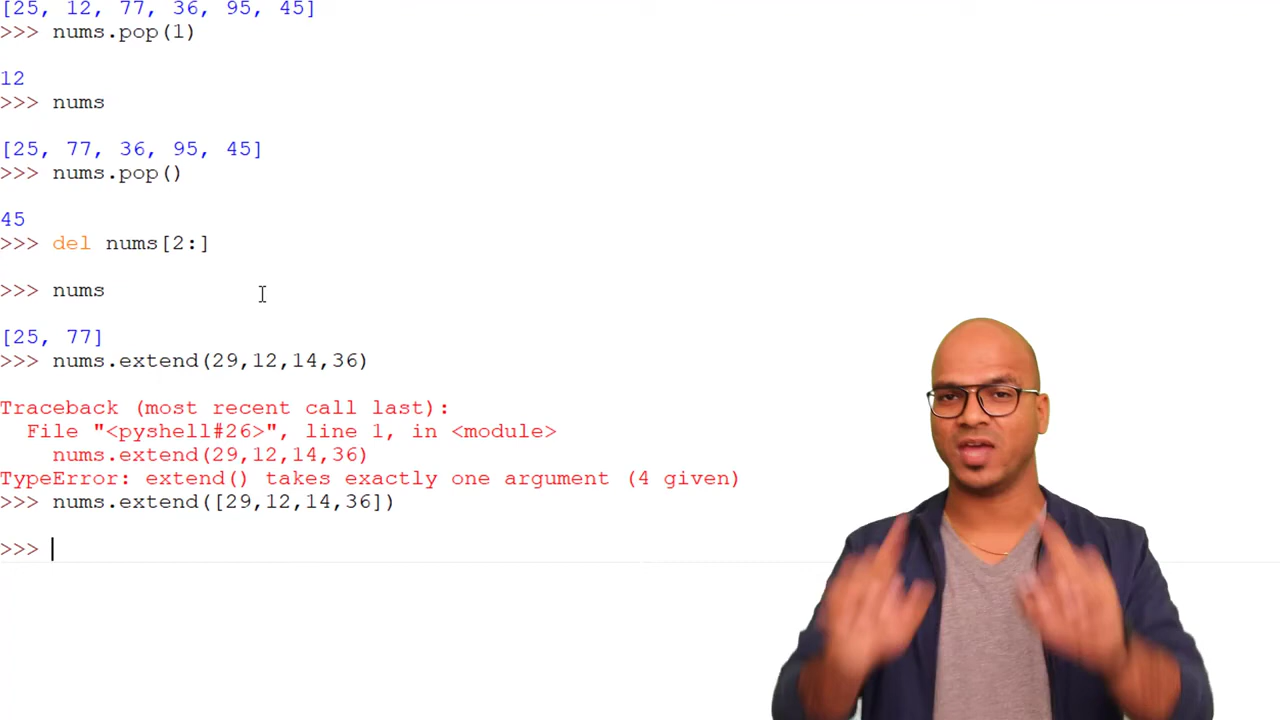 [25, 12, 77, 36, 95, 45]
>>> nums.pop(1)
12
>>> nums
[25, 77, 36, 95, 45]
>>> nums.pop()
45
>>> del nums[2:]
>>> nums
[25, 77]
>>> nums.extend(29,12,14,36)
Traceback (most recent call last):
  File "<pyshell#26>", line 1, in <module>
    nums.extend(29,12,14,36)
TypeError: extend() takes exactly one argument (4 given)
>>> nums.extend([29,12,14,36])
>>>